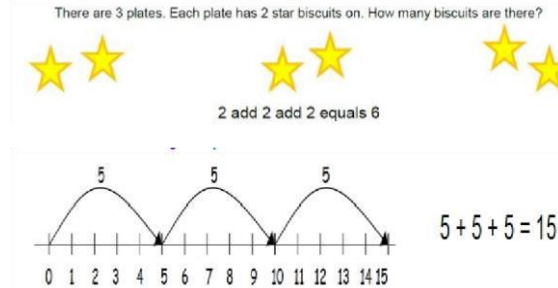 There are 3 plates. Each plate has 2 star biscuits on. How many biscuits are there?
2 add 2 add 2 equals 6
5 5 5
5 + 5 + 5 = 15
0 1 2 3 4 5 6 7 8 9 10 11 12 13 14 15